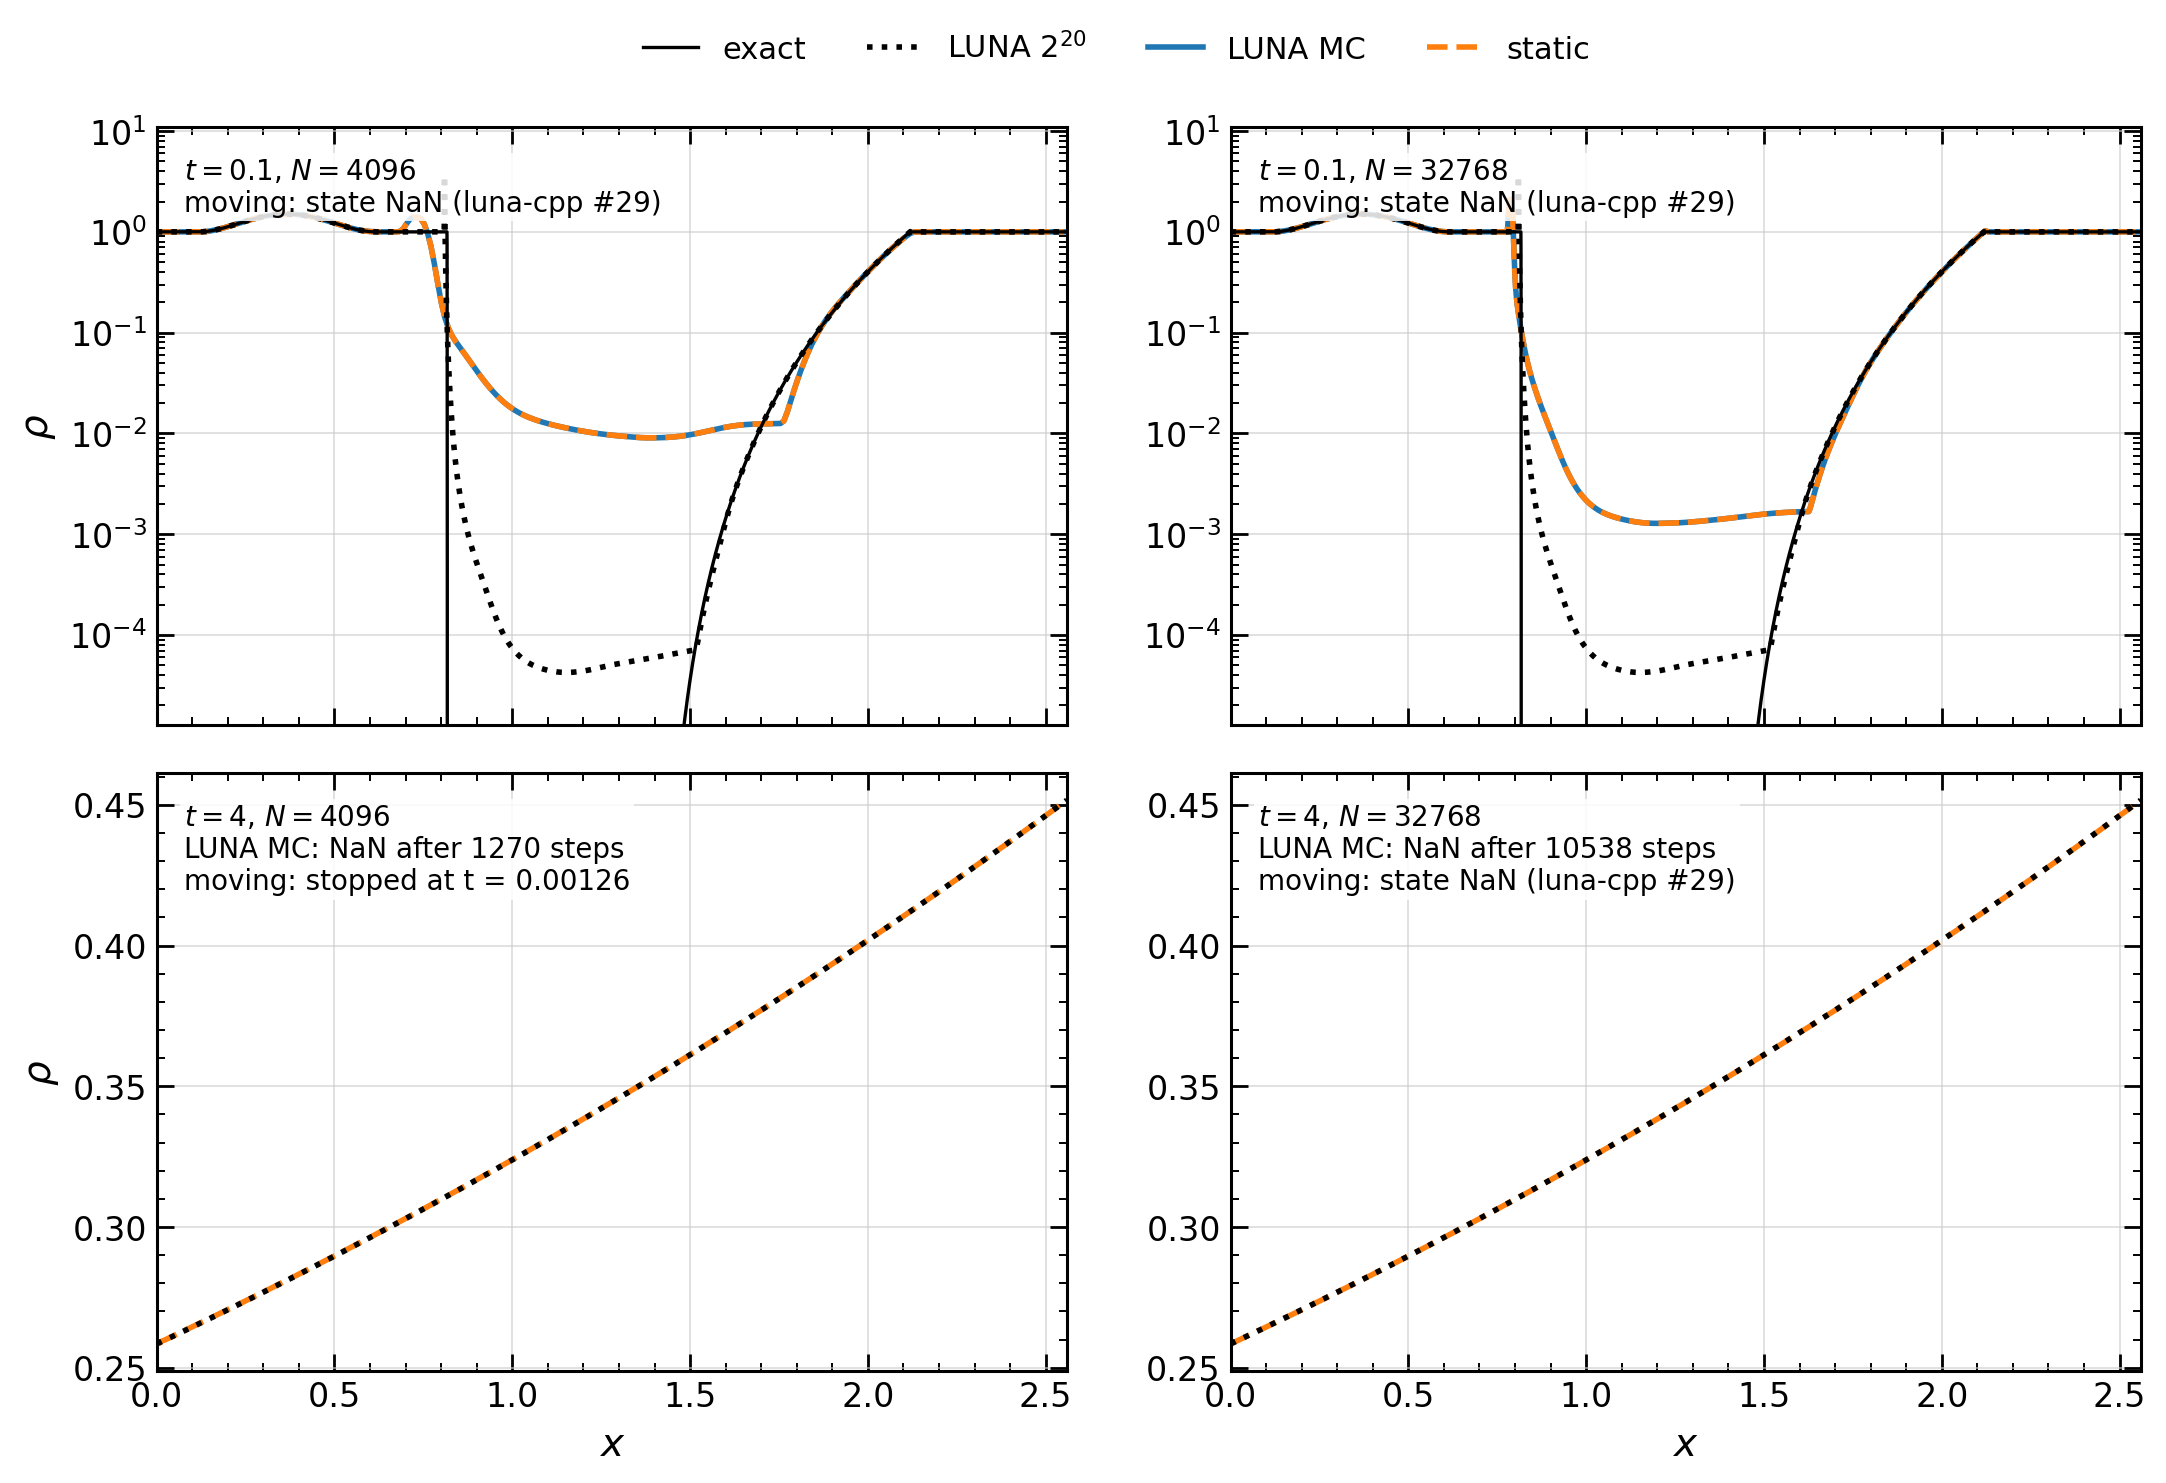 exact
LUNA 2^20
LUNA MC
static
10^1
10^0
10^-1
10^-2
10^-3
10^-4
ρ
t = 0.1, N = 4096
moving: state NaN (luna-cpp #29)
10^1
10^0
10^-1
10^-2
10^-3
10^-4
t = 0.1, N = 32768
moving: state NaN (luna-cpp #29)
0.45
0.40
0.35
0.30
0.25
ρ
t = 4, N = 4096
LUNA MC: NaN after 1270 steps
moving: stopped at t = 0.00126
0.0 0.5 1.0 1.5 2.0 2.5
x
0.45
0.40
0.35
0.30
0.25
t = 4, N = 32768
LUNA MC: NaN after 10538 steps
moving: state NaN (luna-cpp #29)
0.0 0.5 1.0 1.5 2.0 2.5
x